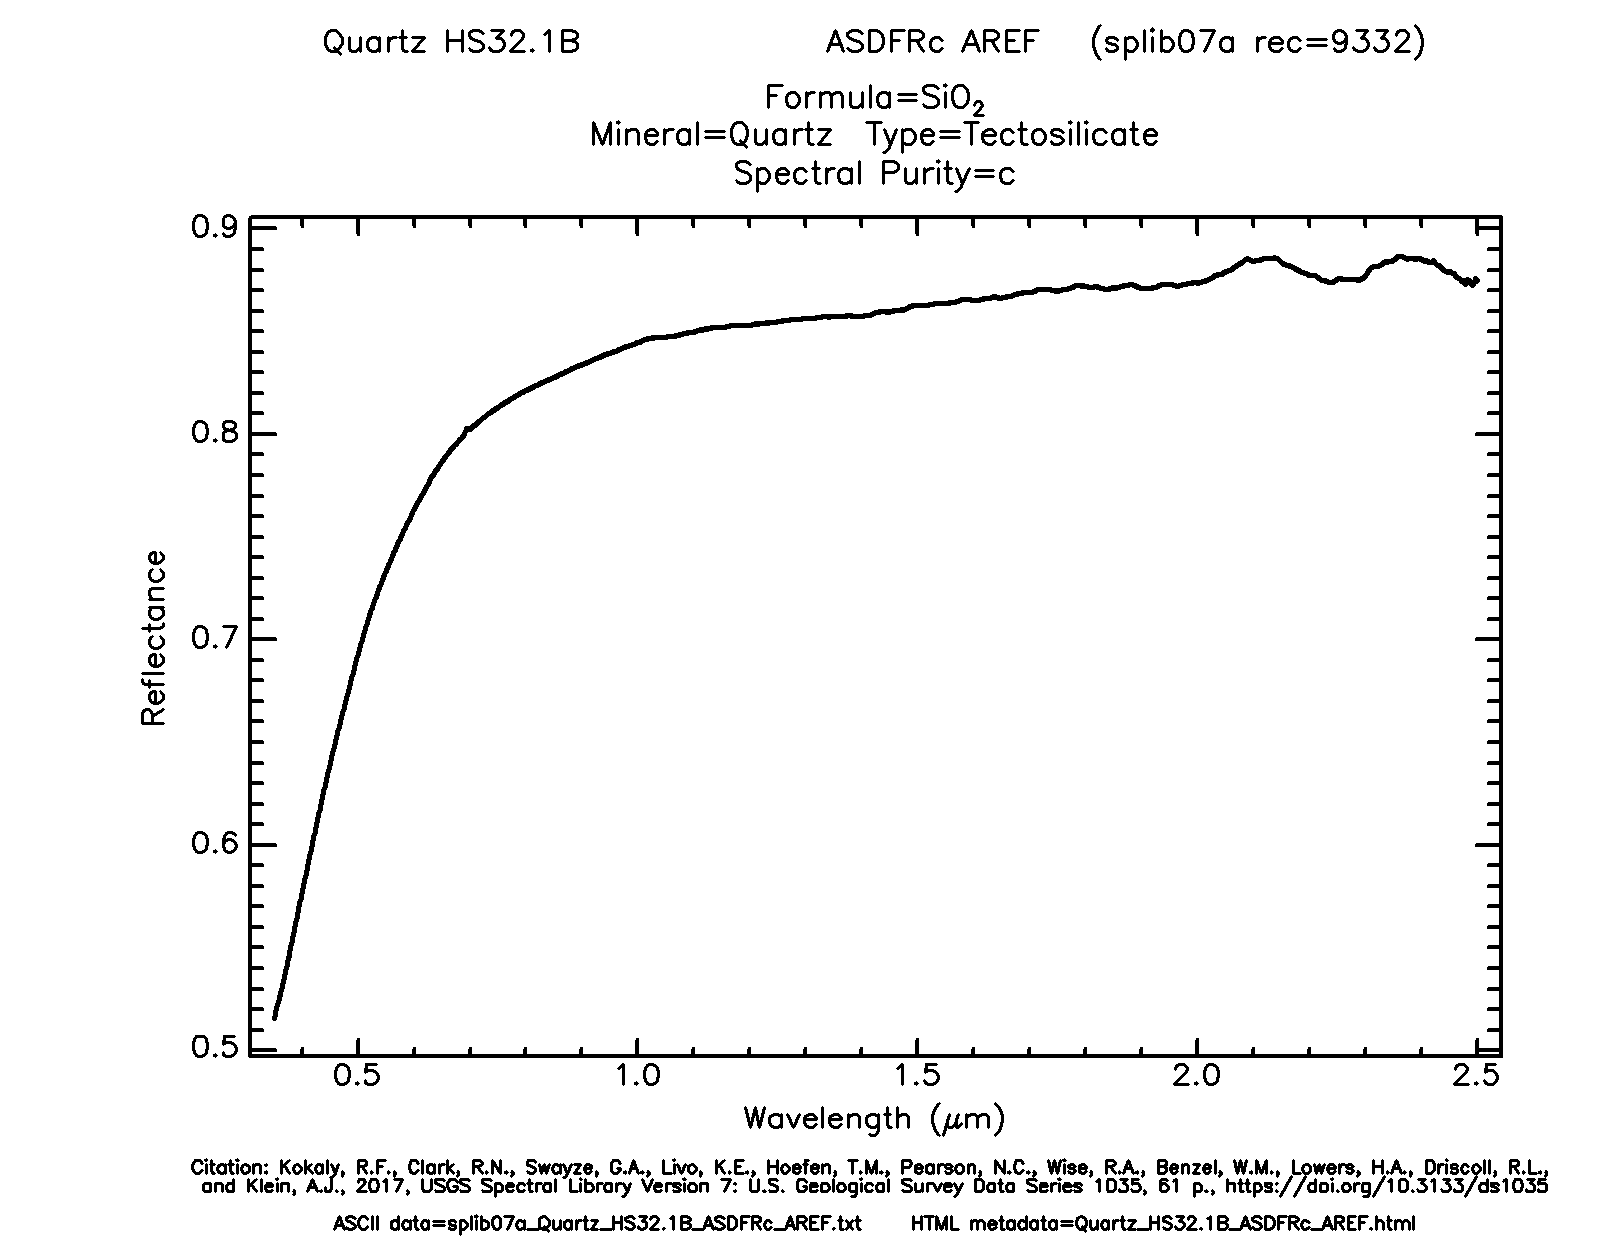 Quartz HS32.1B ASDFRc AREF (splib07a rec=9332)
Formula=SiO₂
Mineral=Quartz Type=Tectosilicate
Spectral Purity=c
0.9
0.8
0.7
0.6
0.5
Reflectance
0.5 1.0 1.5 2.0 2.5
Wavelength (μm)
Citation: Kokaly, R.F., Clark, R.N., Swayze, G.A., Livo, K.E., Hoefen, T.M., Pearson, N.C., Wise, R.A., Benzel, W.M., Lowers, H.A., Driscoll, R.L.,
and Klein, A.J., 2017, USGS Spectral Library Version 7: U.S. Geological Survey Data Series 1035, 61 p., https://doi.org/10.3133/ds1035
ASCII data=splib07a_Quartz_HS32.1B_ASDFRc_AREF.txt HTML metadata=Quartz_HS32.1B_ASDFRc_AREF.html